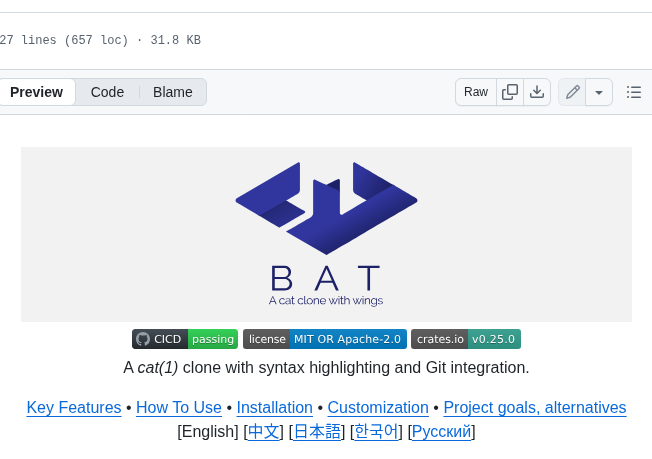 27 lines (657 loc) · 31.8 KB
Preview Code Blame Raw
BAT
A cat clone with wings
CICD passing license MIT OR Apache-2.0 crates.io v0.25.0
A cat(1) clone with syntax highlighting and Git integration.
Key Features • How To Use • Installation • Customization • Project goals, alternatives
[English] [中文] [日本語] [한국어] [Русский]